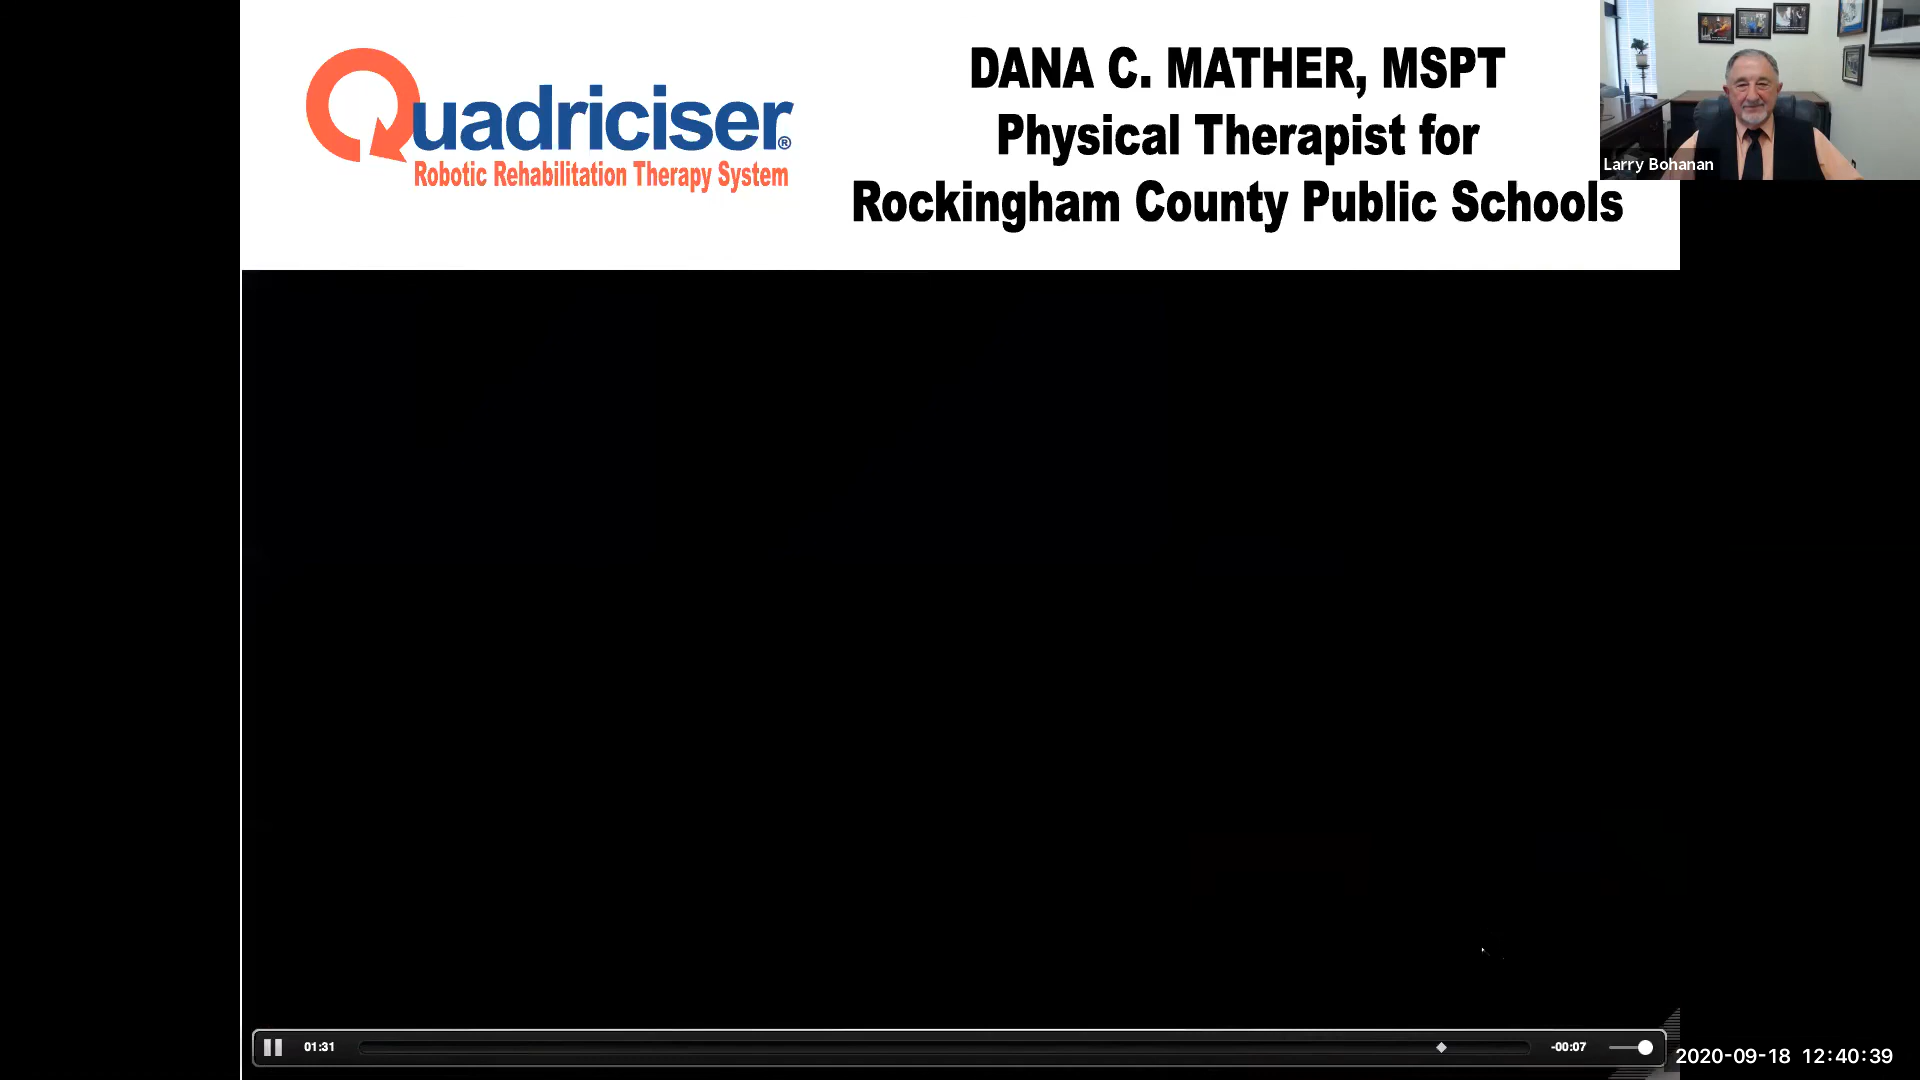 Quadriciser®
Robotic Rehabilitation Therapy System
DANA C. MATHER, MSPT
Physical Therapist for
Rockingham County Public Schools
Larry Bohanan
01:31
-00:07
2020-09-18 12:40:39